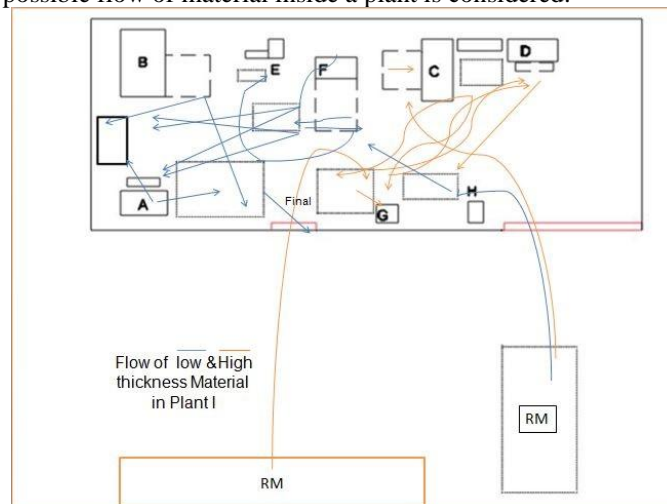 possible flow of material inside a plant is considered.
B
E
F
C
D
A
Final
G
H
Flow of low &High
thickness Material
in Plant I
RM
RM